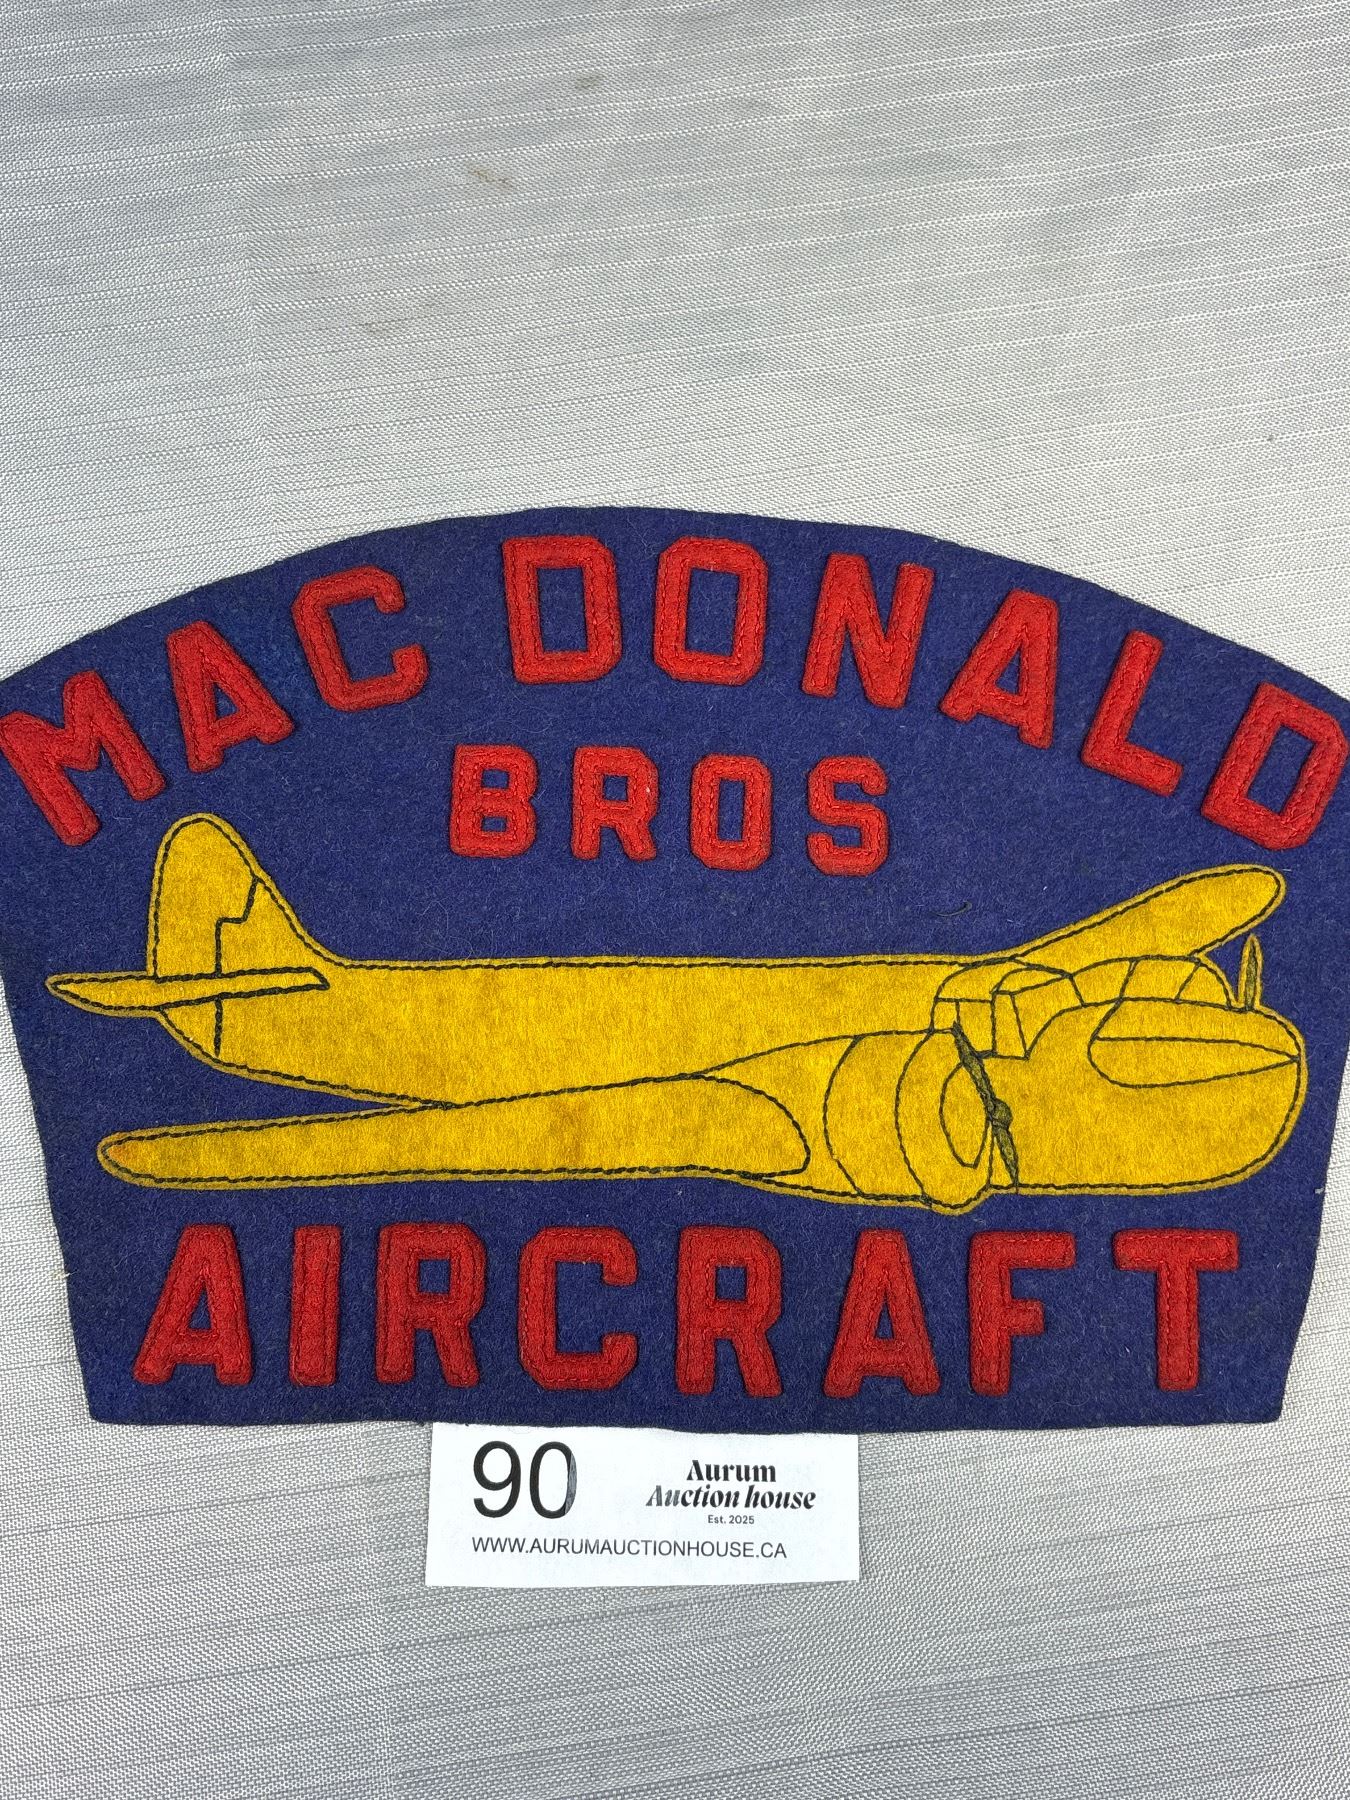 MAC DONALD
BROS
AIRCRAFT
90
Aurum
Auction house
Est. 2025
WWW.AURUMAUCTIONHOUSE.CA